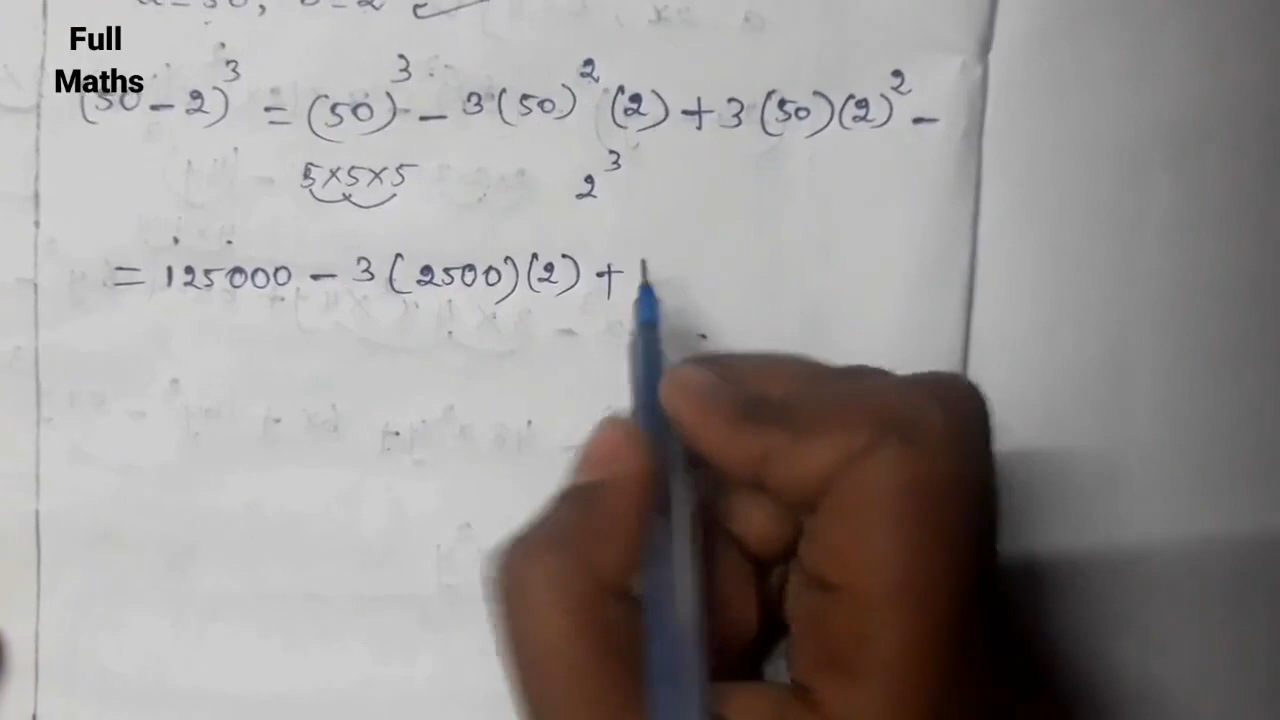 Full
Maths
(50 - 2)³ = (50)³ - 3(50)²(2) + 3(50)(2)² -
5×5×5 2³
= 125000 - 3(2500)(2) +